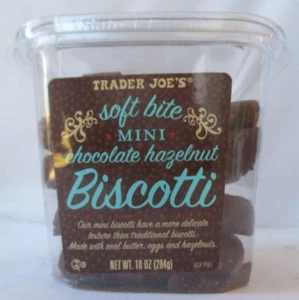 TRADER JOE'S®
soft bite
MINI
chocolate hazelnut
Biscotti
Our mini biscotti have a more delicate
texture than traditional biscotti.
Made with real butter, eggs and hazelnuts.
NET WT. 10 OZ (284g)